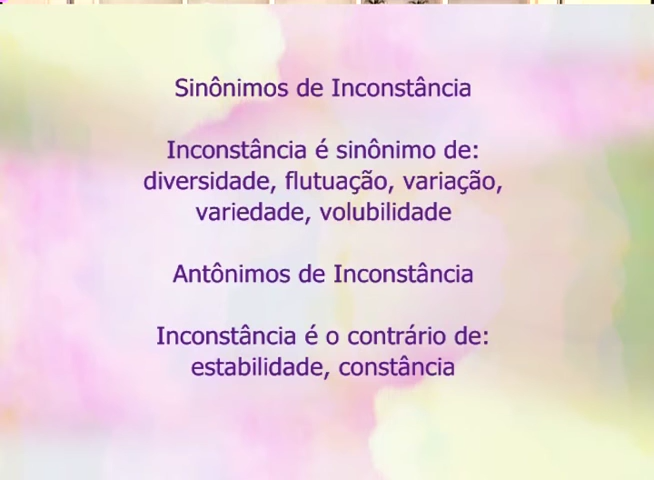 Sinônimos de Inconstância
Inconstância é sinônimo de:
diversidade, flutuação, variação,
variedade, volubilidade
Antônimos de Inconstância
Inconstância é o contrário de:
estabilidade, constância